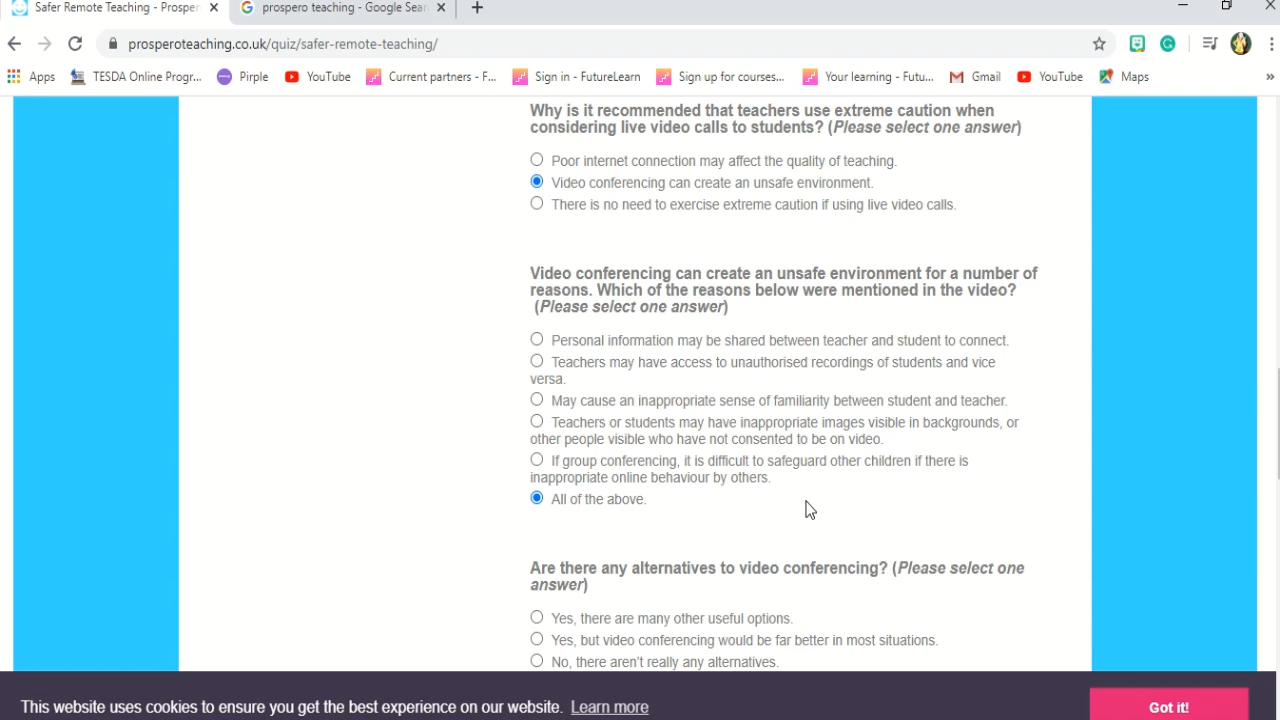 Safer Remote Teaching - Prosper
prospero teaching - Google Sear
prosperoteaching.co.uk/quiz/safer-remote-teaching/
Apps TESDA Online Progr... Pirple YouTube Current partners - F... Sign in - FutureLearn Sign up for courses... Your learning - Futu... Gmail YouTube Maps »
Why is it recommended that teachers use extreme caution when
considering live video calls to students? (Please select one answer)
Poor internet connection may affect the quality of teaching.
Video conferencing can create an unsafe environment.
There is no need to exercise extreme caution if using live video calls.
Video conferencing can create an unsafe environment for a number of
reasons. Which of the reasons below were mentioned in the video?
(Please select one answer)
Personal information may be shared between teacher and student to connect.
Teachers may have access to unauthorised recordings of students and vice
versa.
May cause an inappropriate sense of familiarity between student and teacher.
Teachers or students may have inappropriate images visible in backgrounds, or
other people visible who have not consented to be on video.
If group conferencing, it is difficult to safeguard other children if there is
inappropriate online behaviour by others.
All of the above.
Are there any alternatives to video conferencing? (Please select one
answer)
Yes, there are many other useful options.
Yes, but video conferencing would be far better in most situations.
No, there aren't really any alternatives.
This website uses cookies to ensure you get the best experience on our website. Learn more
Got it!